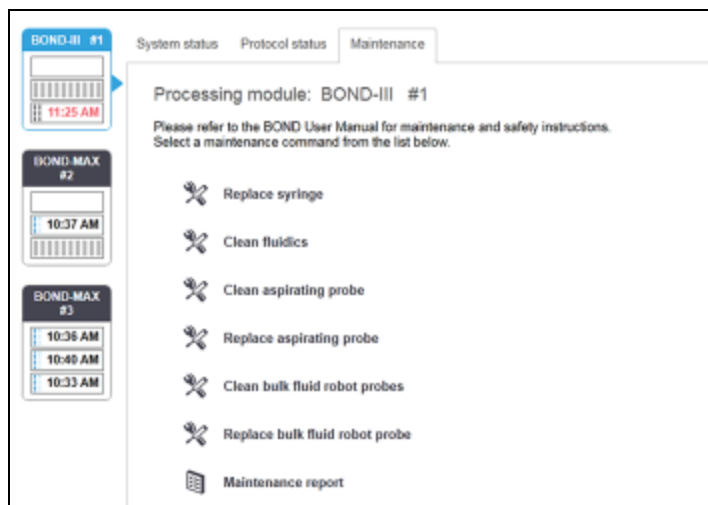 BOND-III #1
11:25 AM
BOND-MAX
#2
10:37 AM
BOND-MAX
#3
10:36 AM
10:40 AM
10:33 AM
System status Protocol status Maintenance
Processing module: BOND-III #1
Please refer to the BOND User Manual for maintenance and safety instructions.
Select a maintenance command from the list below.
Replace syringe
Clean fluidics
Clean aspirating probe
Replace aspirating probe
Clean bulk fluid robot probes
Replace bulk fluid robot probe
Maintenance report